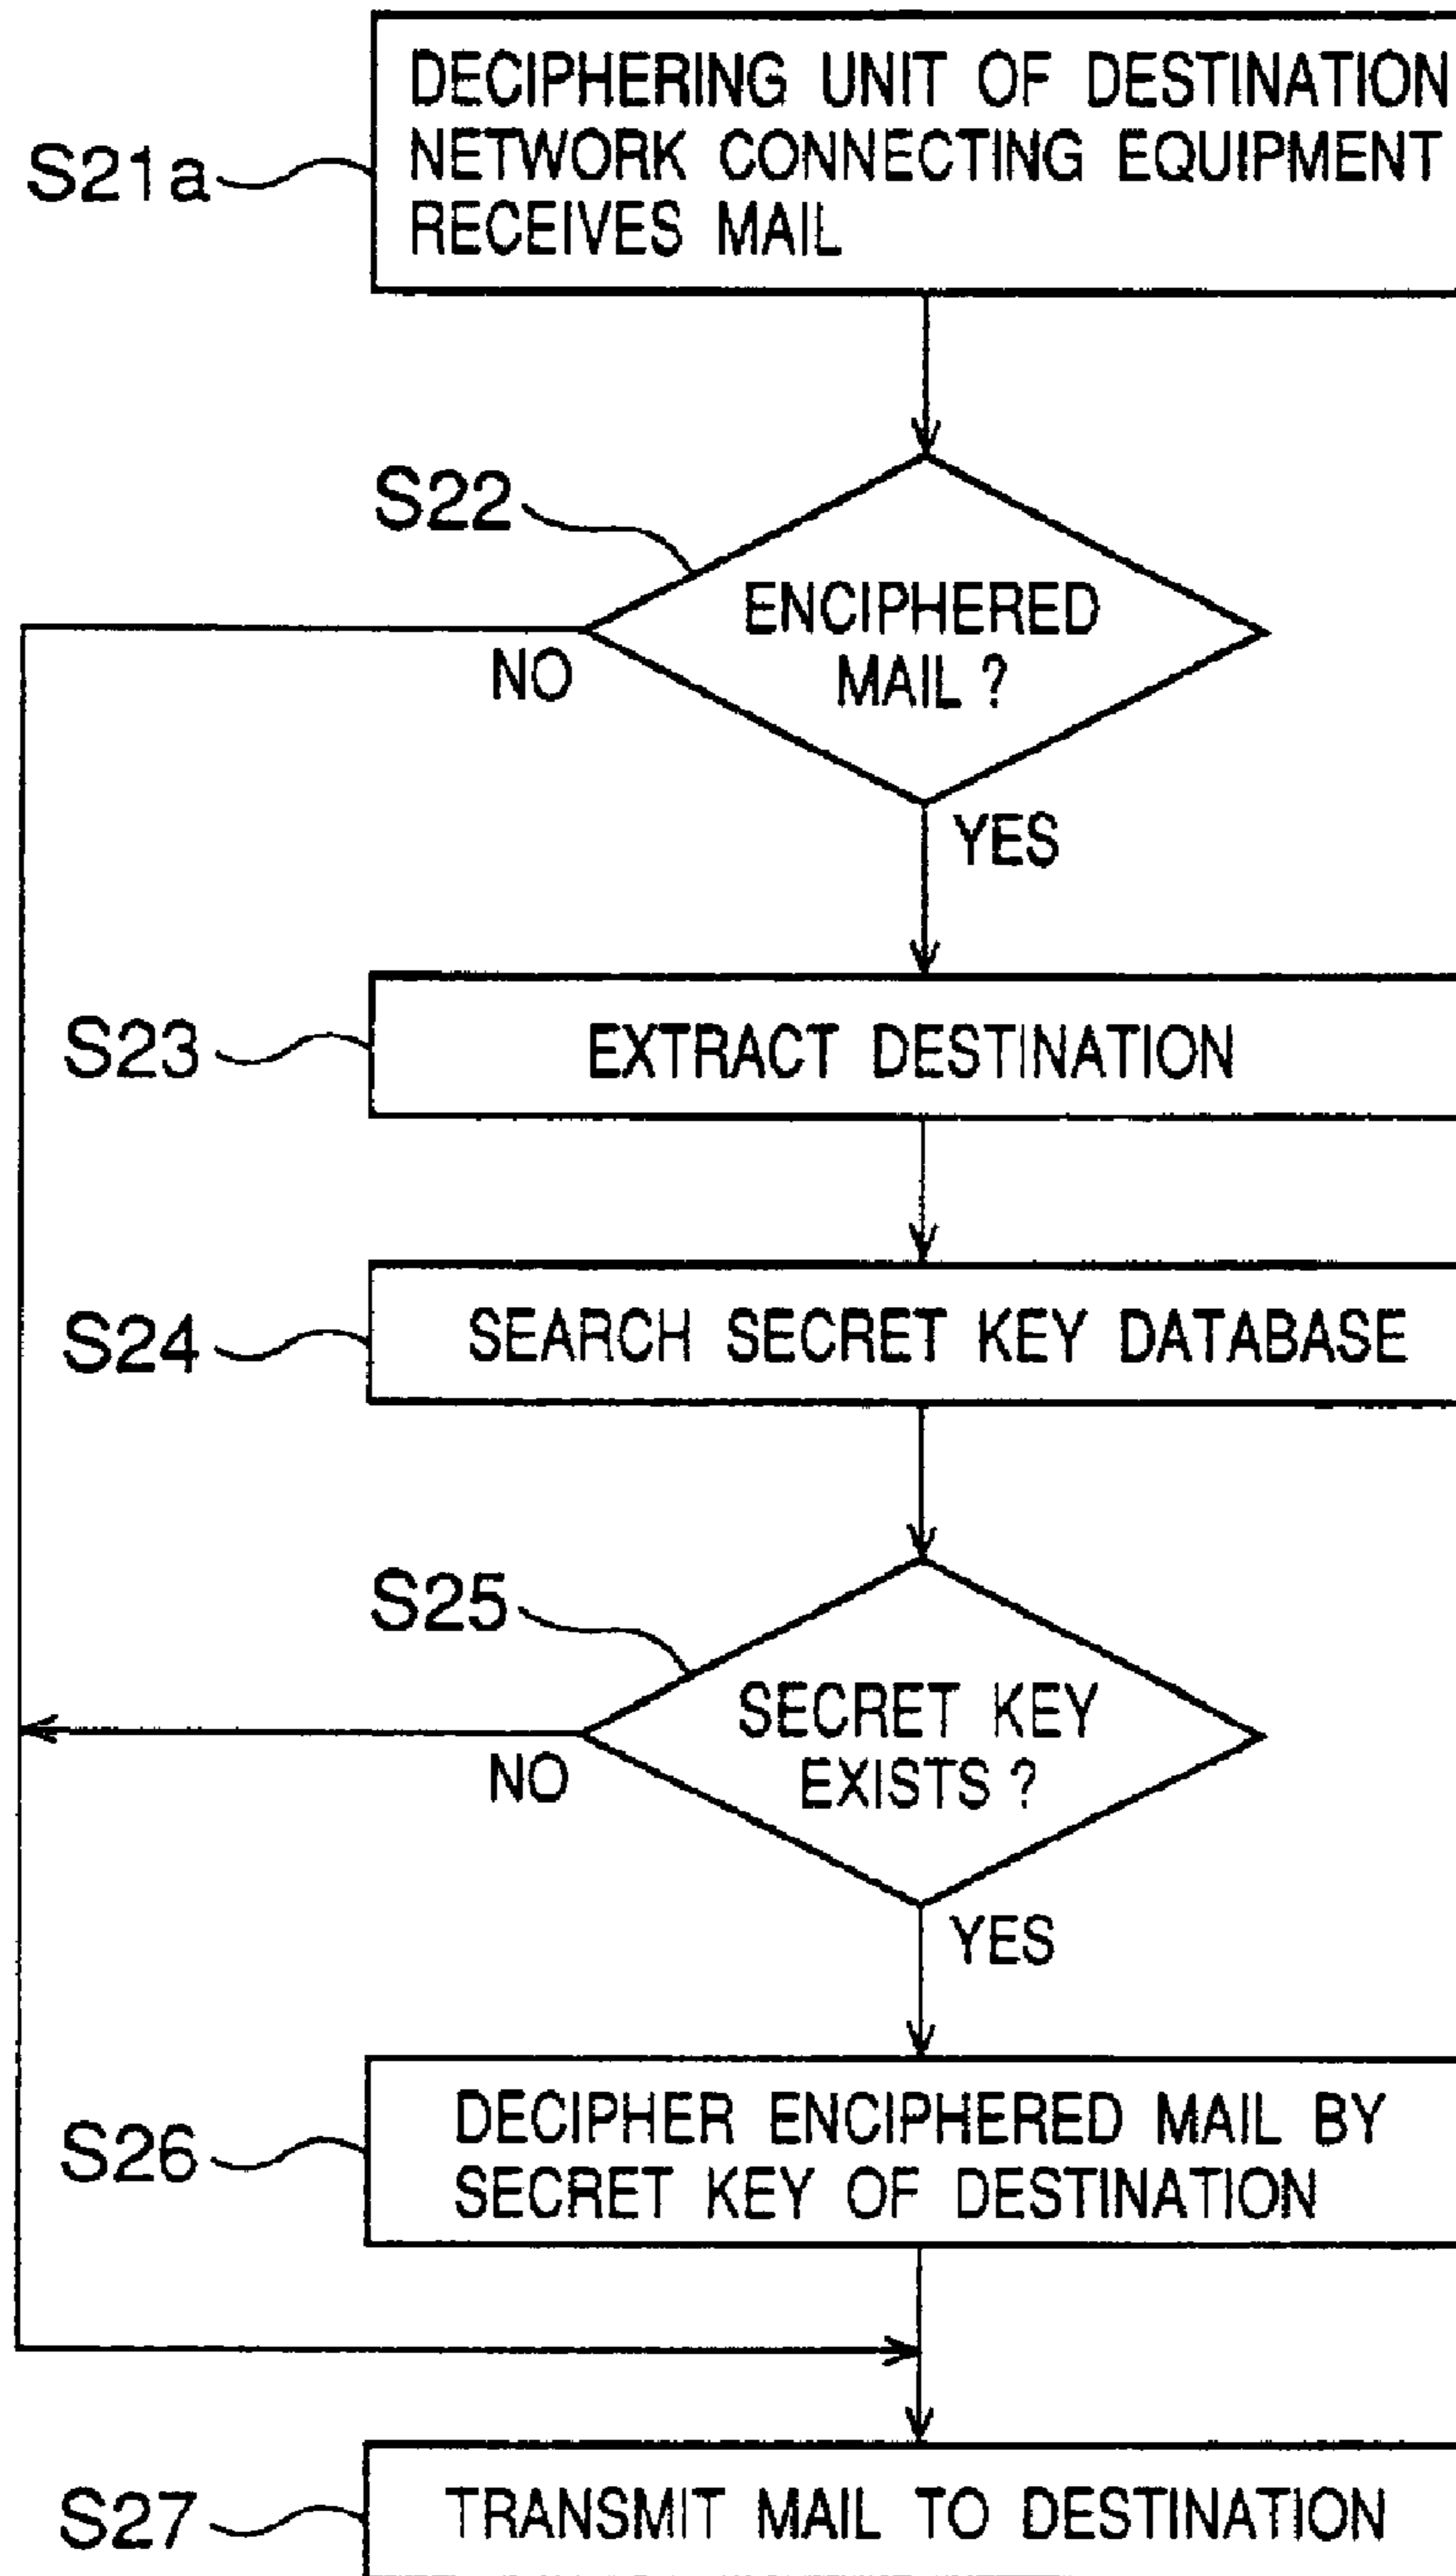 S21a
DECIPHERING UNIT OF DESTINATION
NETWORK CONNECTING EQUIPMENT
RECEIVES MAIL
S22
ENCIPHERED
MAIL ?
NO
YES
S23
EXTRACT DESTINATION
S24
SEARCH SECRET KEY DATABASE
S25
SECRET KEY
EXISTS ?
NO
YES
S26
DECIPHER ENCIPHERED MAIL BY
SECRET KEY OF DESTINATION
S27
TRANSMIT MAIL TO DESTINATION